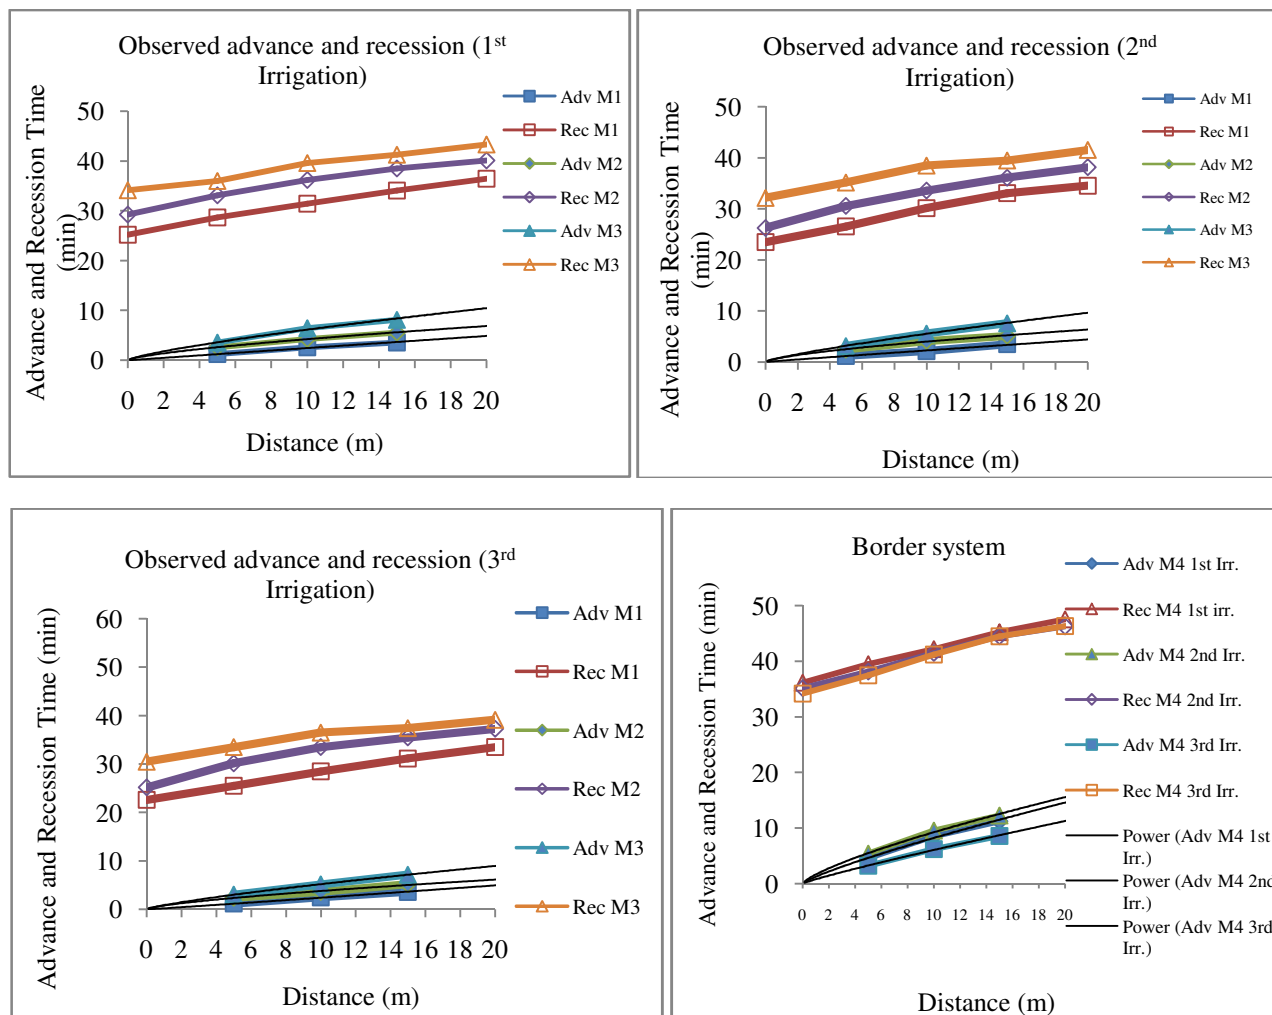 Observed advance and recession (1st
Irrigation)
Advance and Recession Time
(min)
50
40
30
20
10
0
0 2 4 6 8 10 12 14 16 18 20
Distance (m)
Adv M1
Rec M1
Adv M2
Rec M2
Adv M3
Rec M3
Observed advance and recession (2nd
Irrigation)
Advance and Recession Time
(min)
50
40
30
20
10
0
0 2 4 6 8 10 12 14 16 18 20
Distance (m)
Adv M1
Rec M1
Adv M2
Rec M2
Adv M3
Rec M3
Observed advance and recession (3rd
Irrigation)
Advance and Recession Time (min)
60
50
40
30
20
10
0
0 2 4 6 8 10 12 14 16 18 20
Distance (m)
Adv M1
Rec M1
Adv M2
Rec M2
Adv M3
Rec M3
Border system
Advance and Recession Time (min)
50
40
30
20
10
0
0 2 4 6 8 10 12 14 16 18 20
Distance (m)
Adv M4 1st Irr.
Rec M4 1st irr.
Adv M4 2nd Irr.
Rec M4 2nd Irr.
Adv M4 3rd Irr.
Rec M4 3rd Irr.
Power (Adv M4 1st
Irr.)
Power (Adv M4 2nd
Irr.)
Power (Adv M4 3rd
Irr.)